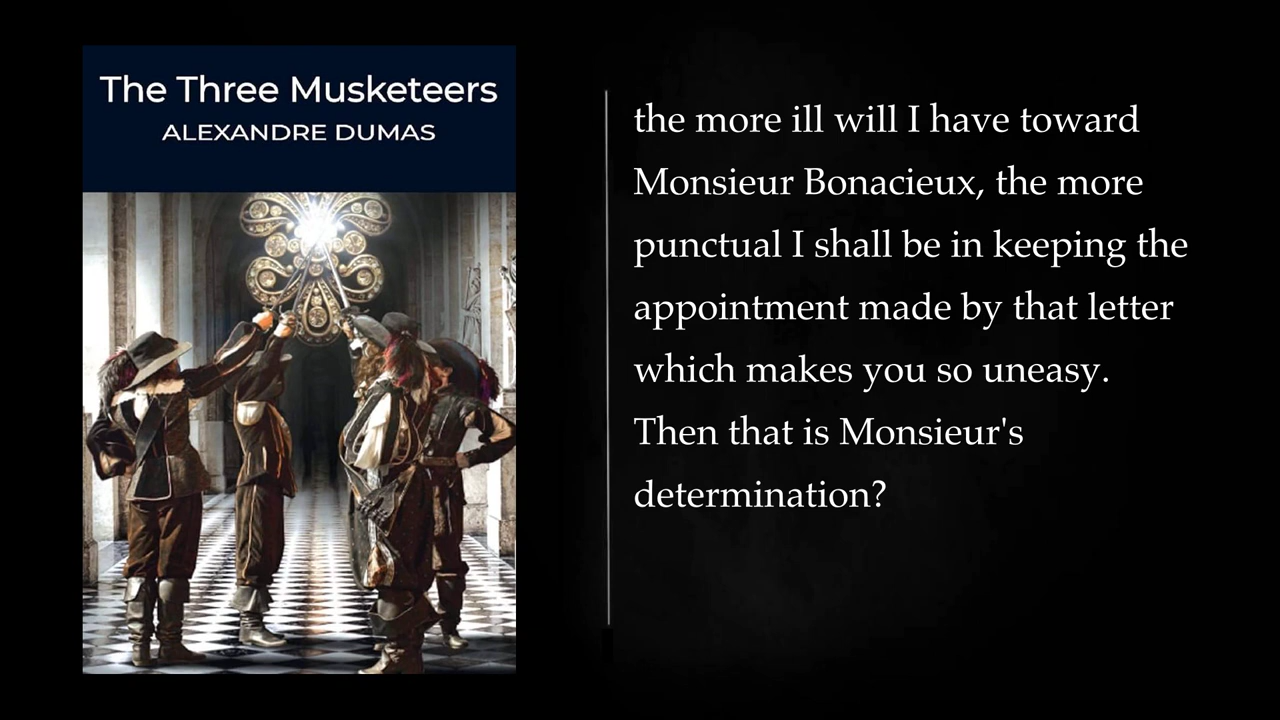 The Three Musketeers
ALEXANDRE DUMAS
the more ill will I have toward
Monsieur Bonacieux, the more
punctual I shall be in keeping the
appointment made by that letter
which makes you so uneasy.
Then that is Monsieur's
determination?